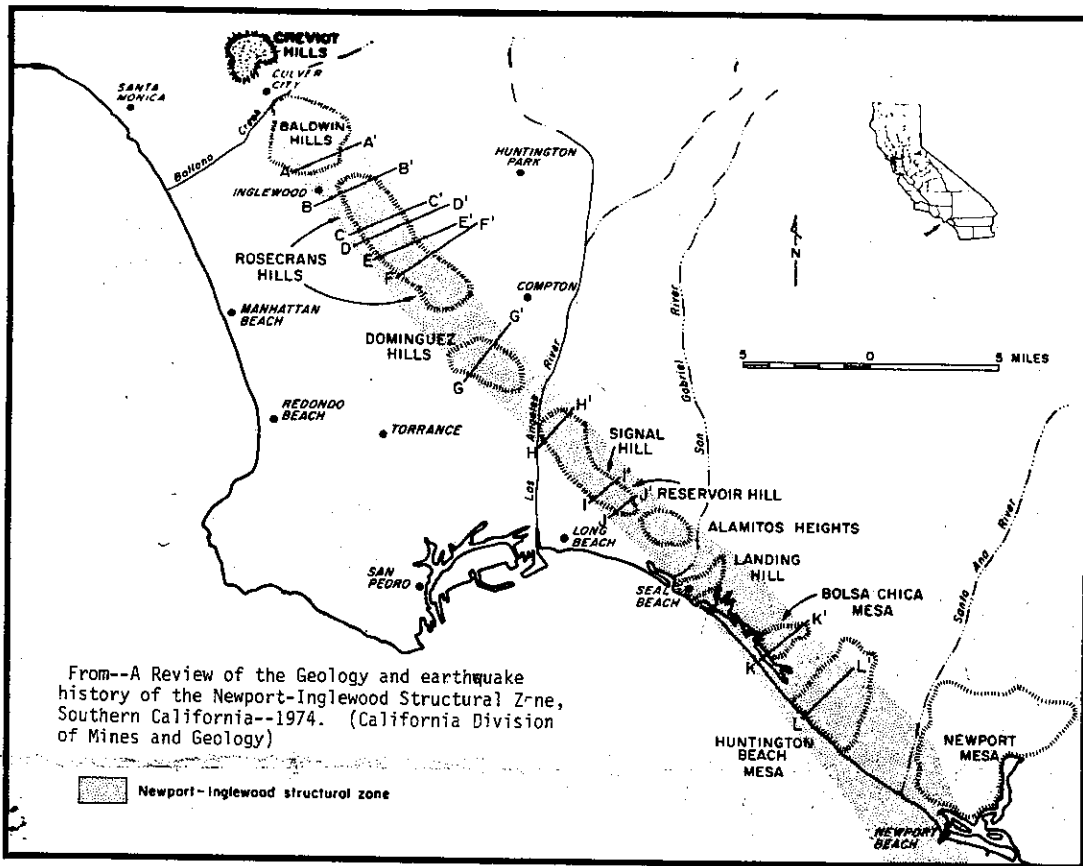 CHEVIOT
HILLS
SANTA
MONICA
CULVER
CITY
Ballona Creek
BALDWIN
HILLS
A A'
HUNTINGTON
PARK
INGLEWOOD
B B'
C C'
D D'
E E'
F F'
ROSECRANS
HILLS
N
MANHATTAN
BEACH
COMPTON
G G'
DOMINGUEZ
HILLS
5 0 5 MILES
Los Angeles River
San Gabriel River
Santa Ana River
REDONDO
BEACH
TORRANCE
H H'
SIGNAL
HILL
I I'
J J'
RESERVOIR HILL
ALAMITOS HEIGHTS
LONG
BEACH
LANDING
HILL
SAN
PEDRO
SEAL
BEACH
BOLSA CHICA
MESA
K K'
L L'
HUNTINGTON
BEACH
MESA
NEWPORT
MESA
NEWPORT
BEACH
From--A Review of the Geology and earthquake
history of the Newport-Inglewood Structural Z-ne,
Southern California--1974. (California Division
of Mines and Geology)
Newport-Inglewood structural zone